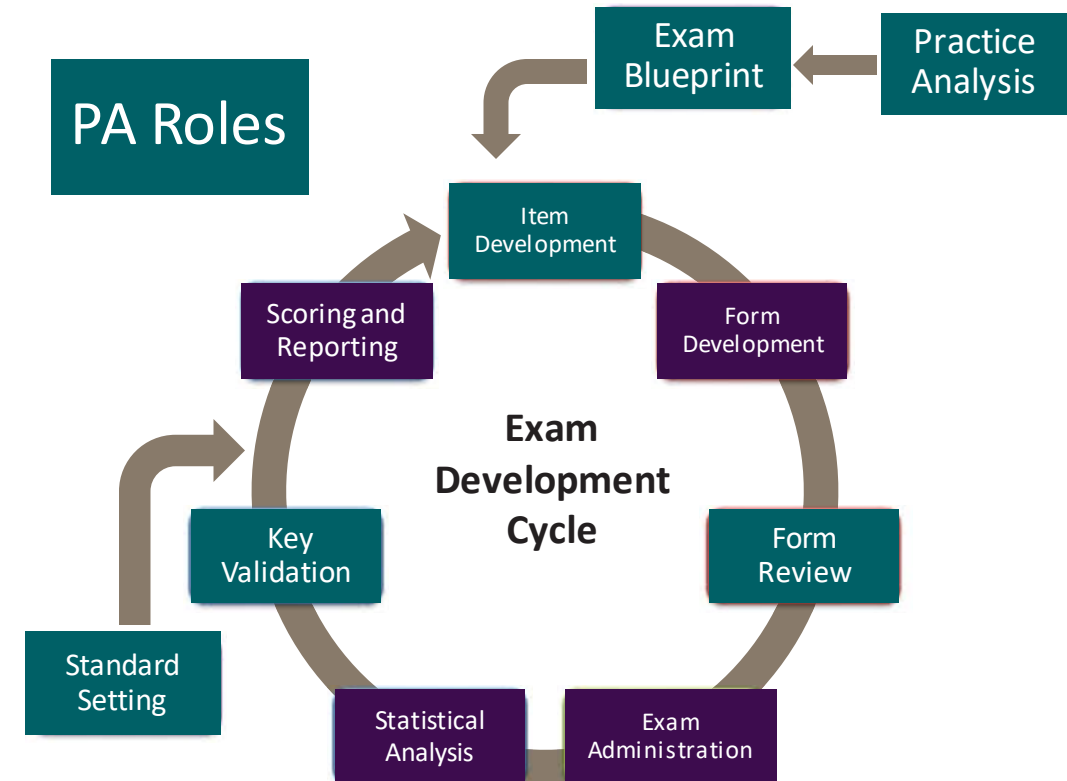 PA Roles
Exam
Blueprint
Practice
Analysis
Item
Development
Scoring and
Reporting
Form
Development
Exam
Development
Cycle
Key
Validation
Form
Review
Standard
Setting
Statistical
Analysis
Exam
Administration